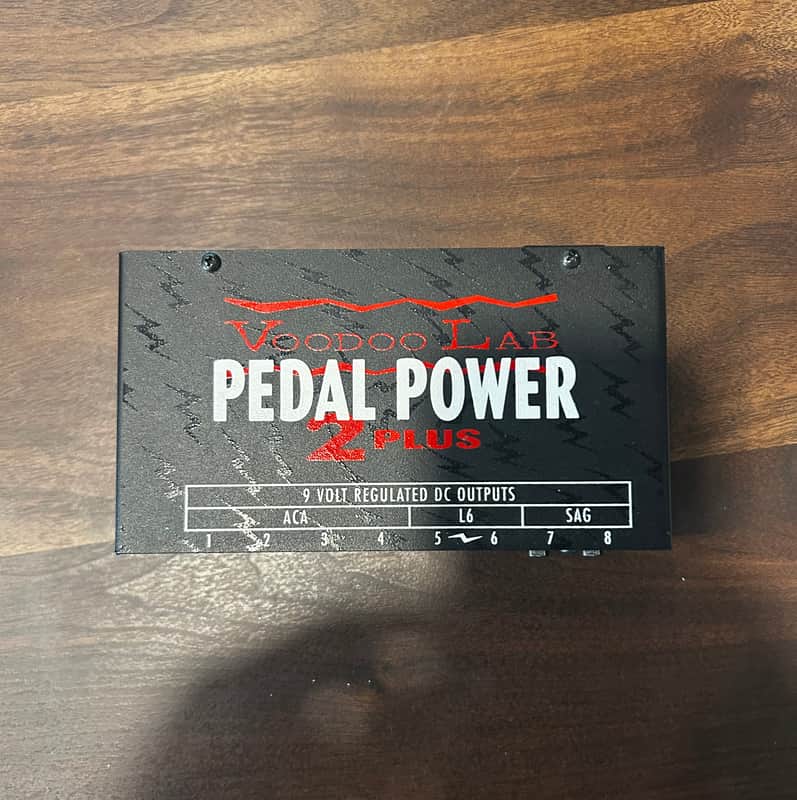 VOODOO LAB
PEDAL POWER
2 PLUS
9 VOLT REGULATED DC OUTPUTS
ACA L6 SAG
1 2 3 4 5 6 7 8